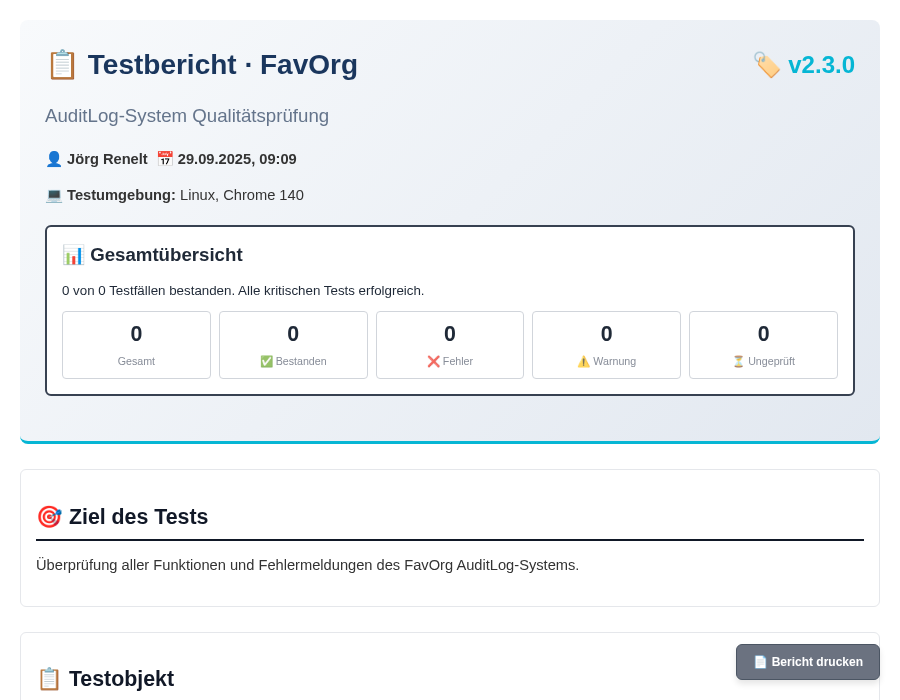 📋 Testbericht · FavOrg
🏷️ v2.3.0
AuditLog-System Qualitätsprüfung
👤 Jörg Renelt 📅 29.09.2025, 09:09
💻 Testumgebung: Linux, Chrome 140
📊 Gesamtübersicht
0 von 0 Testfällen bestanden. Alle kritischen Tests erfolgreich.
0 0 0 0 0
Gesamt ✅ Bestanden ❌ Fehler ⚠️ Warnung ⏳ Ungeprüft
🎯 Ziel des Tests
Überprüfung aller Funktionen und Fehlermeldungen des FavOrg AuditLog-Systems.
📋 Testobjekt
📄 Bericht drucken